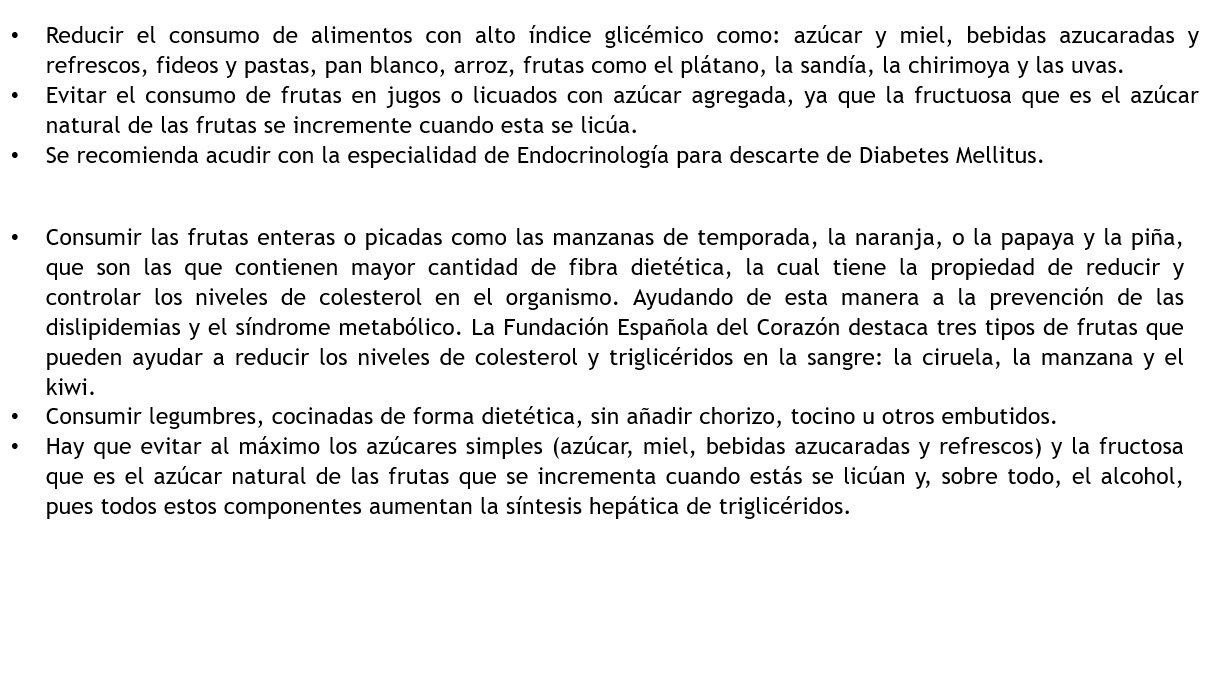 • Reducir el consumo de alimentos con alto índice glicémico como: azúcar y miel, bebidas azucaradas y
refrescos, fideos y pastas, pan blanco, arroz, frutas como el plátano, la sandía, la chirimoya y las uvas.
• Evitar el consumo de frutas en jugos o licuados con azúcar agregada, ya que la fructuosa que es el azúcar
natural de las frutas se incremente cuando esta se licúa.
• Se recomienda acudir con la especialidad de Endocrinología para descarte de Diabetes Mellitus.
• Consumir las frutas enteras o picadas como las manzanas de temporada, la naranja, o la papaya y la piña,
que son las que contienen mayor cantidad de fibra dietética, la cual tiene la propiedad de reducir y
controlar los niveles de colesterol en el organismo. Ayudando de esta manera a la prevención de las
dislipidemias y el síndrome metabólico. La Fundación Española del Corazón destaca tres tipos de frutas que
pueden ayudar a reducir los niveles de colesterol y triglicéridos en la sangre: la ciruela, la manzana y el
kiwi.
• Consumir legumbres, cocinadas de forma dietética, sin añadir chorizo, tocino u otros embutidos.
• Hay que evitar al máximo los azúcares simples (azúcar, miel, bebidas azucaradas y refrescos) y la fructosa
que es el azúcar natural de las frutas que se incrementa cuando estás se licúan y, sobre todo, el alcohol,
pues todos estos componentes aumentan la síntesis hepática de triglicéridos.